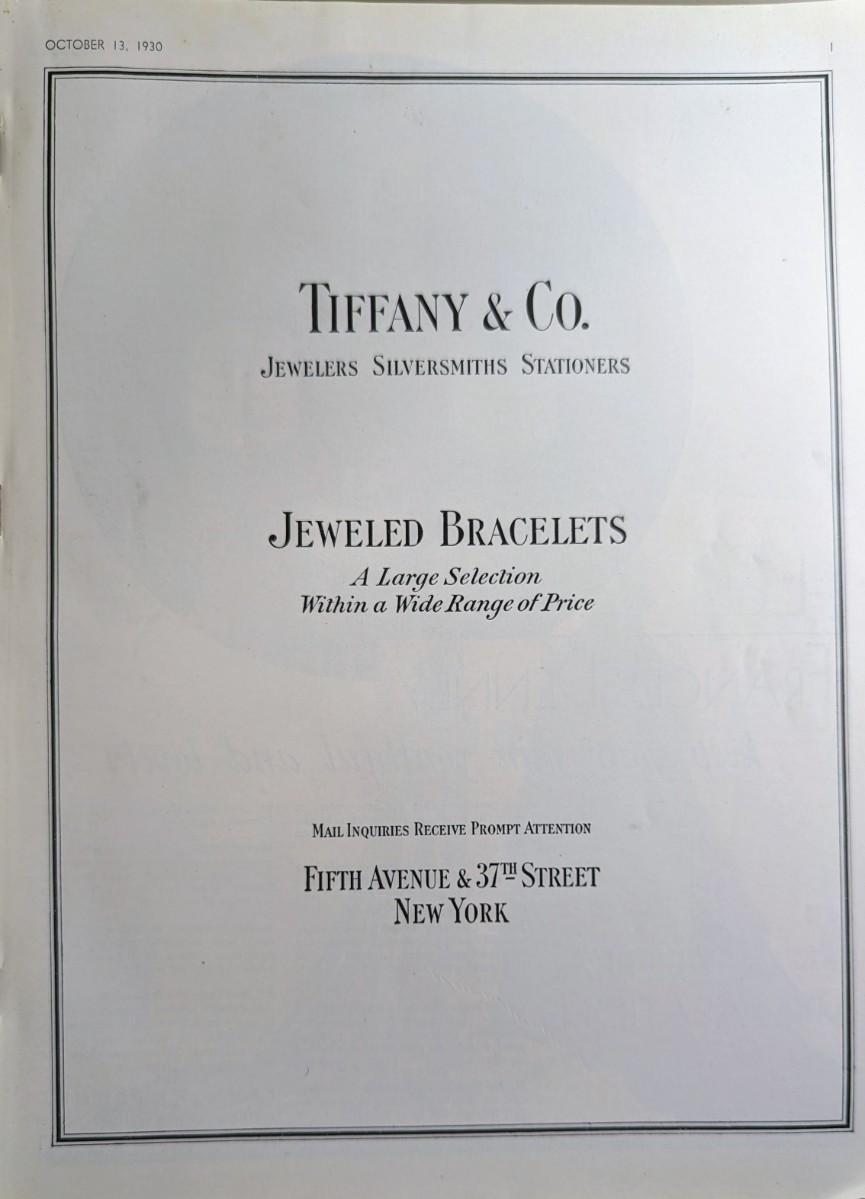 OCTOBER 13, 1930
1
TIFFANY & CO.
JEWELERS SILVERSMITHS STATIONERS
JEWELED BRACELETS
A Large Selection
Within a Wide Range of Price
MAIL INQUIRIES RECEIVE PROMPT ATTENTION
FIFTH AVENUE & 37TH STREET
NEW YORK